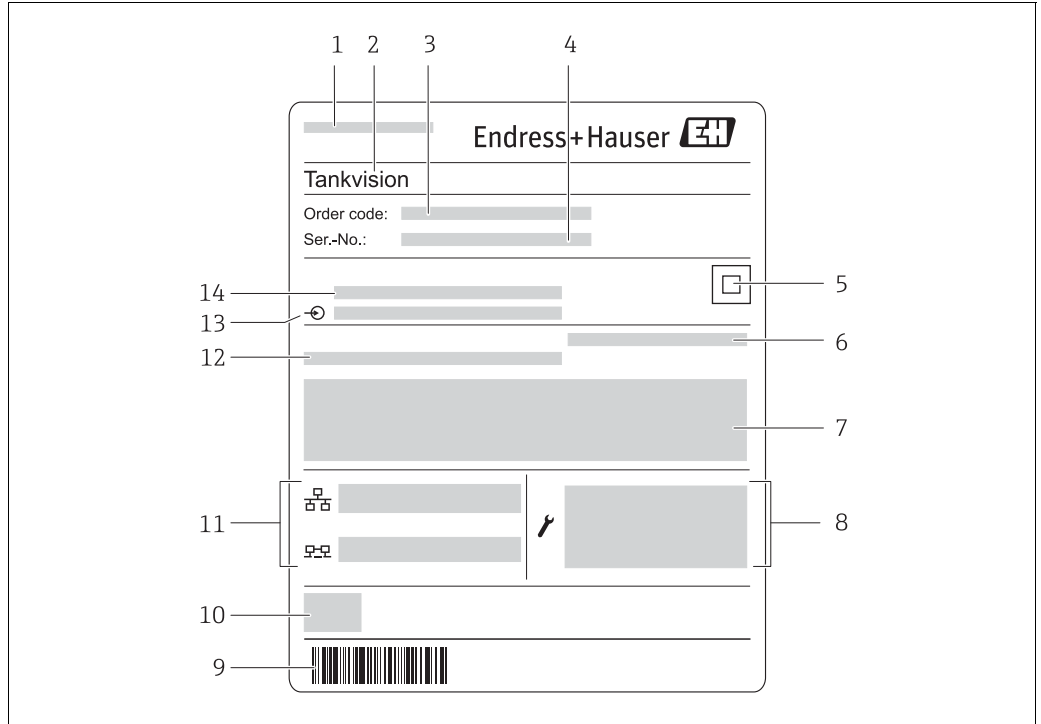 1 2 3 4
Endress+Hauser EH
Tankvision
Order code:
Ser.-No.:
14 5
13
12 6
7
11 8
10
9